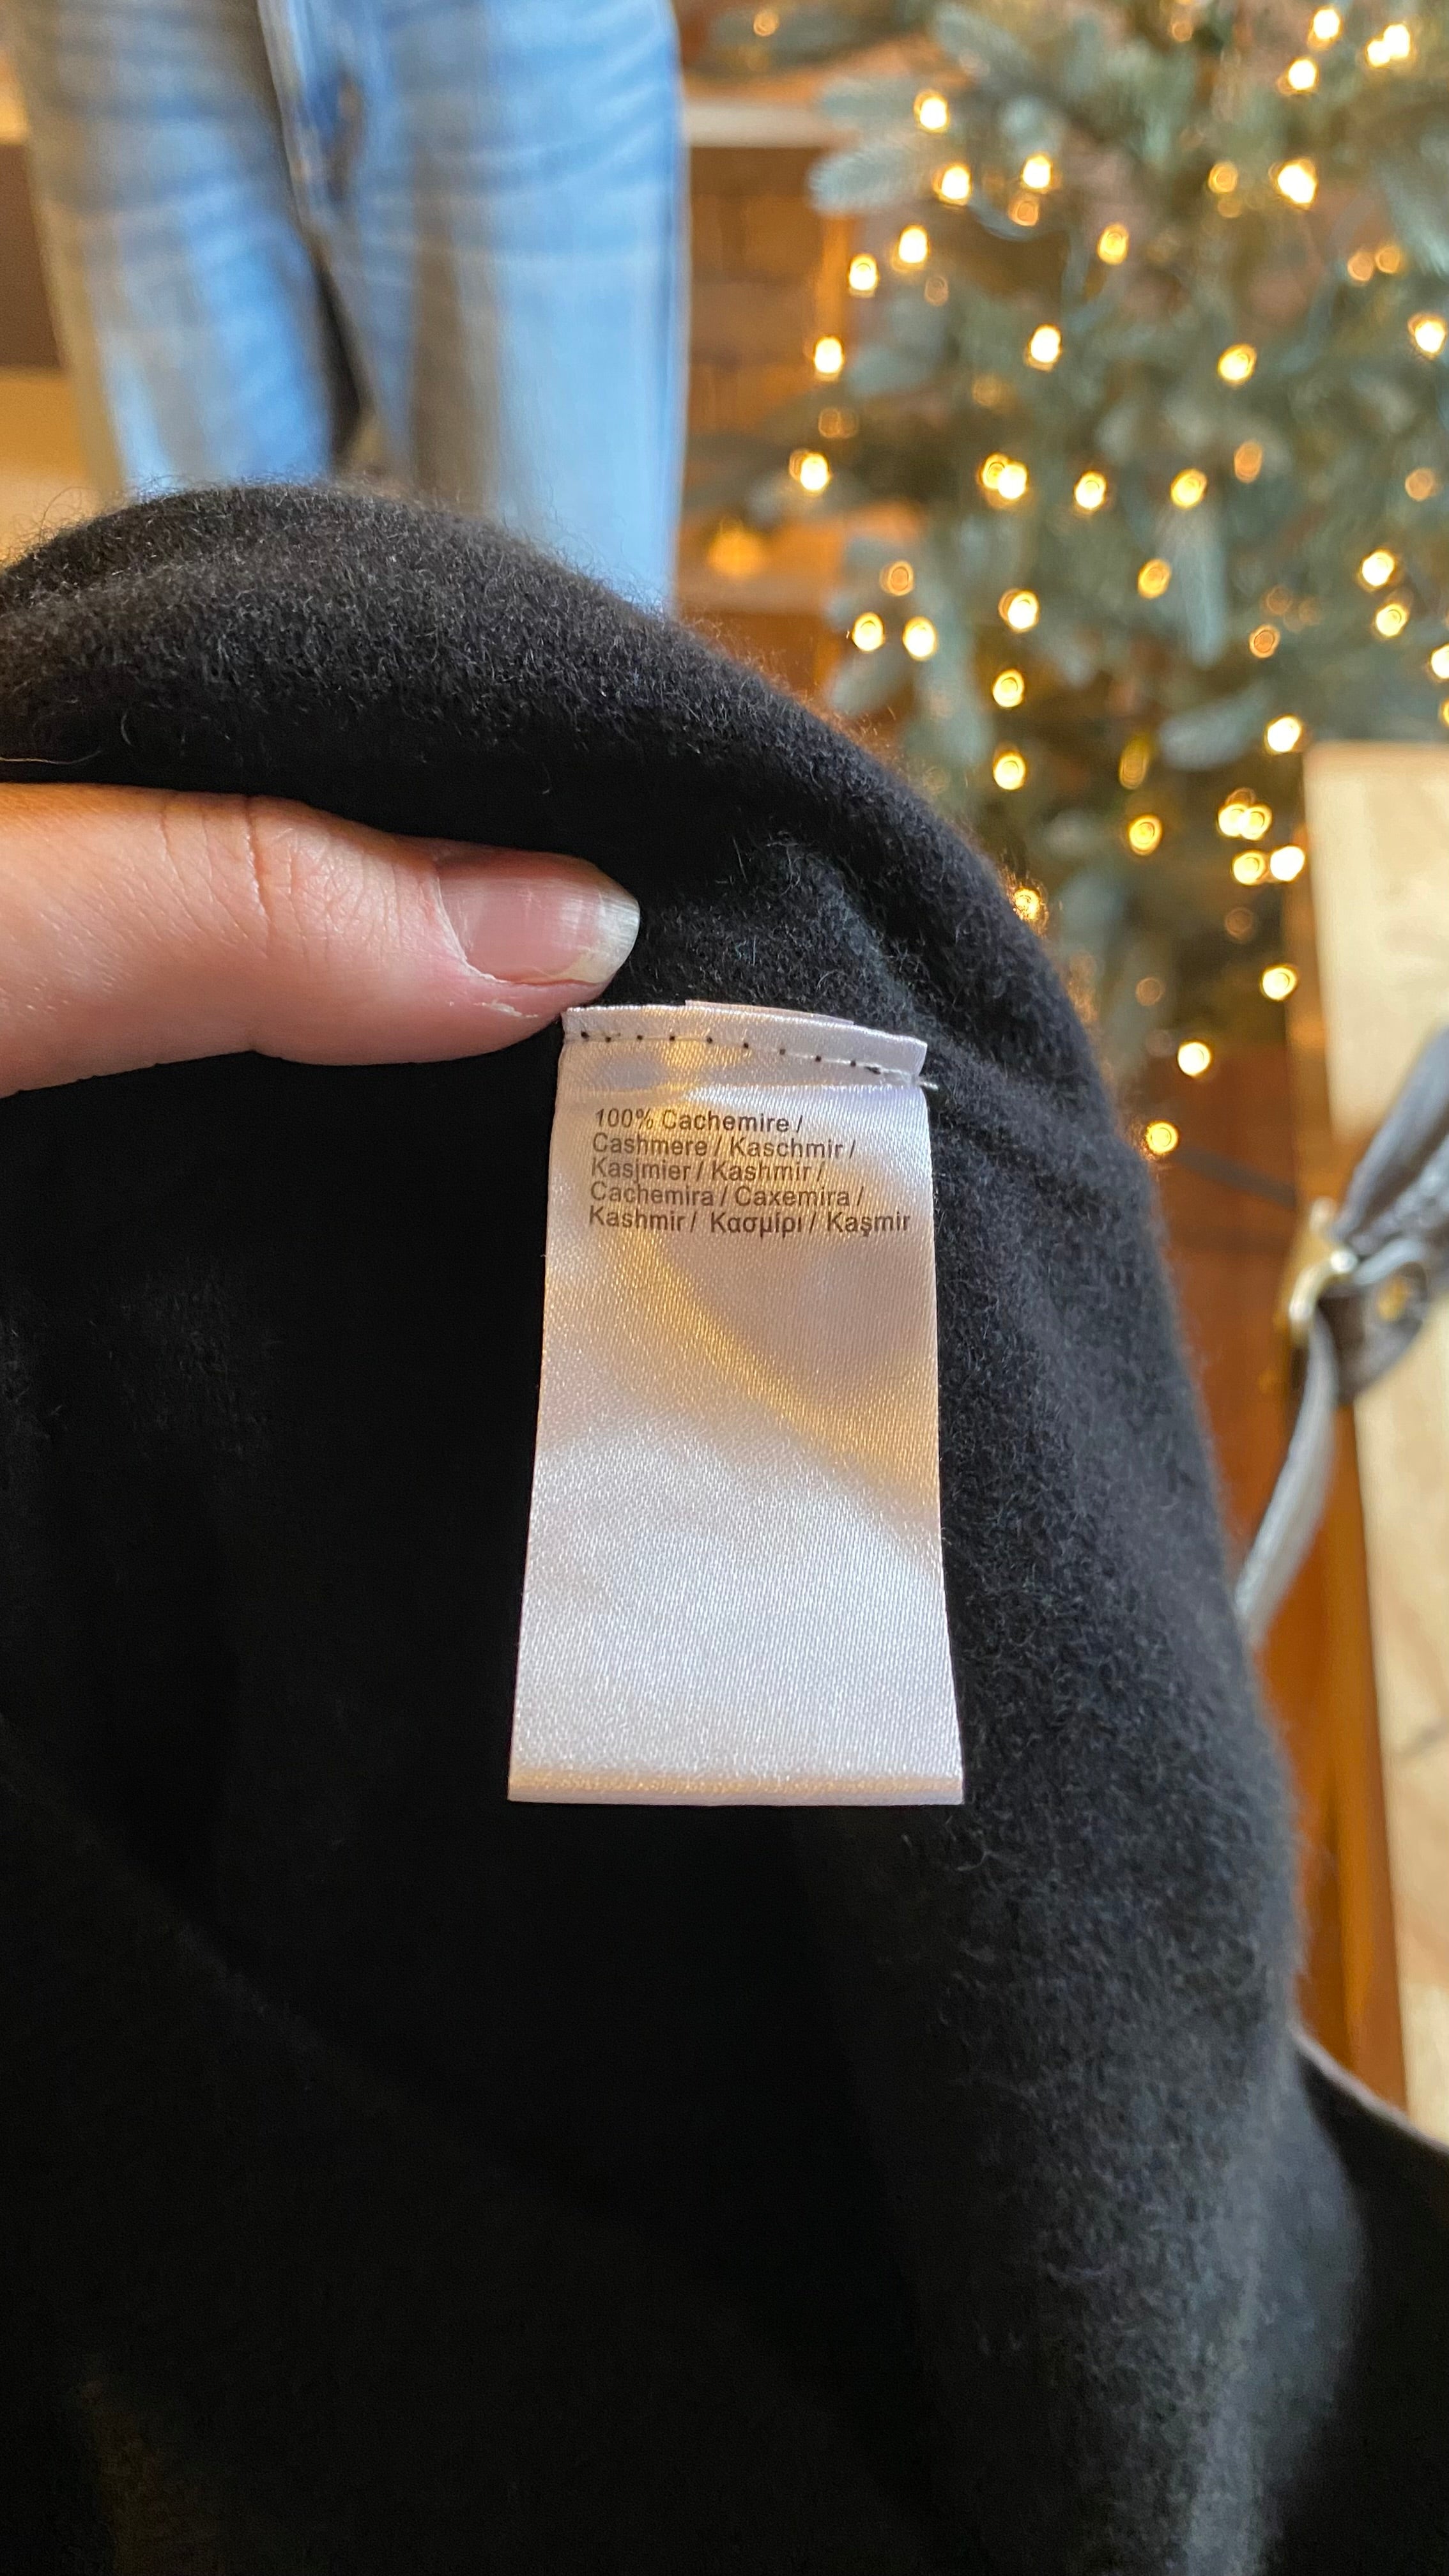 100% Cachemire /
Cashmere / Kaschmir /
Kasjmier / Kashmir /
Cachemira / Caxemira /
Kashmir / Κασμίρι / Kaşmir